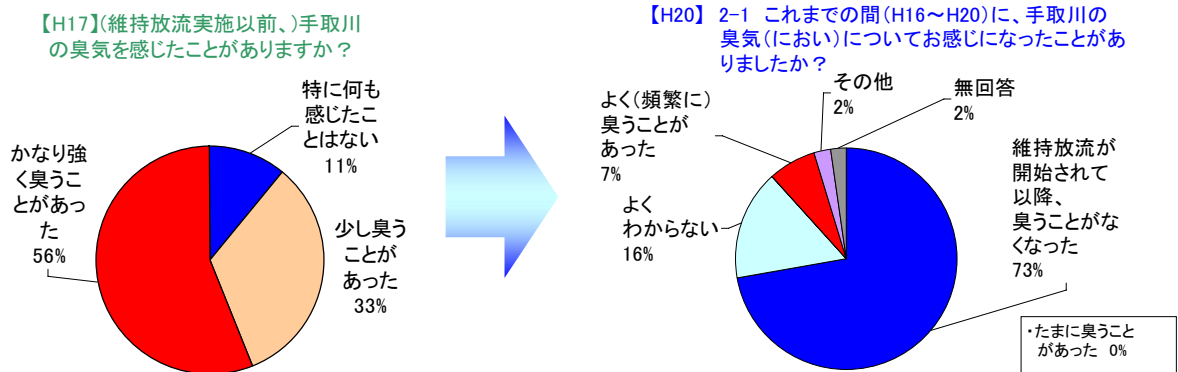 【H17】(維持放流実施以前、)手取川
の臭気を感じたことがありますか？
特に何も
感じたこ
とはない
11%
少し臭う
ことが
あった
33%
かなり強
く臭うこ
とがあっ
た
56%
【H20】 2-1 これまでの間(H16～H20)に、手取川の
臭気(におい)についてお感じになったことがあ
りましたか？
よく(頻繁に)
臭うことが
あった
7%
その他
2%
無回答
2%
よく
わからない
16%
維持放流が
開始されて
以降、
臭うことがな
くなった
73%
・たまに臭うこと
があった 0%